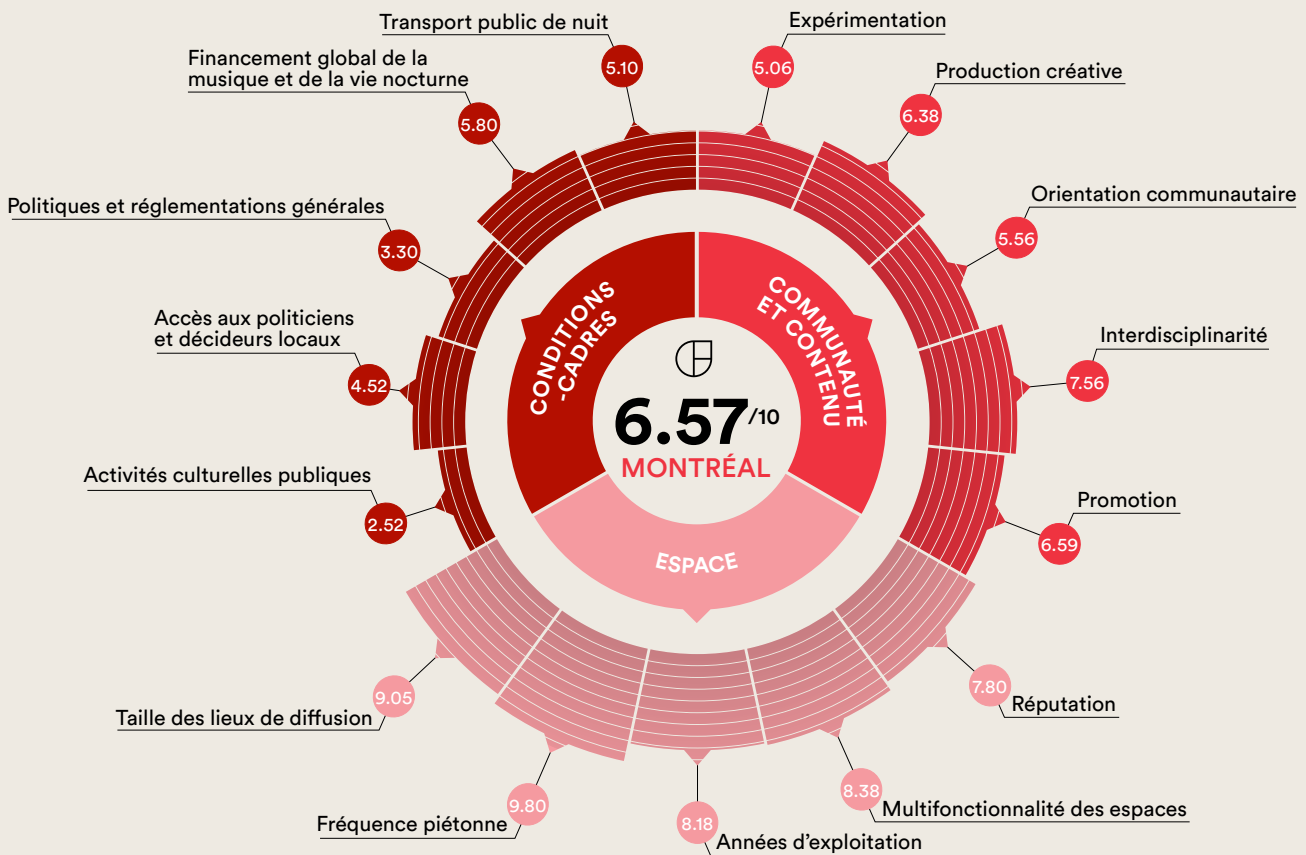 Transport public de nuit
5.10
Financement global de la
musique et de la vie nocturne
5.80
Politiques et réglementations générales
3.30
Accès aux politiciens
et décideurs locaux
4.52
Activités culturelles publiques
2.52
Expérimentation
5.06
Production créative
6.38
Orientation communautaire
5.56
Interdisciplinarité
7.56
Promotion
6.59
CONDITIONS
-CADRES
COMMUNAUTÉ
ET CONTENU
6.57/10
MONTRÉAL
ESPACE
Réputation
7.80
Multifonctionnalité des espaces
8.38
Années d'exploitation
8.18
Fréquence piétonne
9.80
Taille des lieux de diffusion
9.05